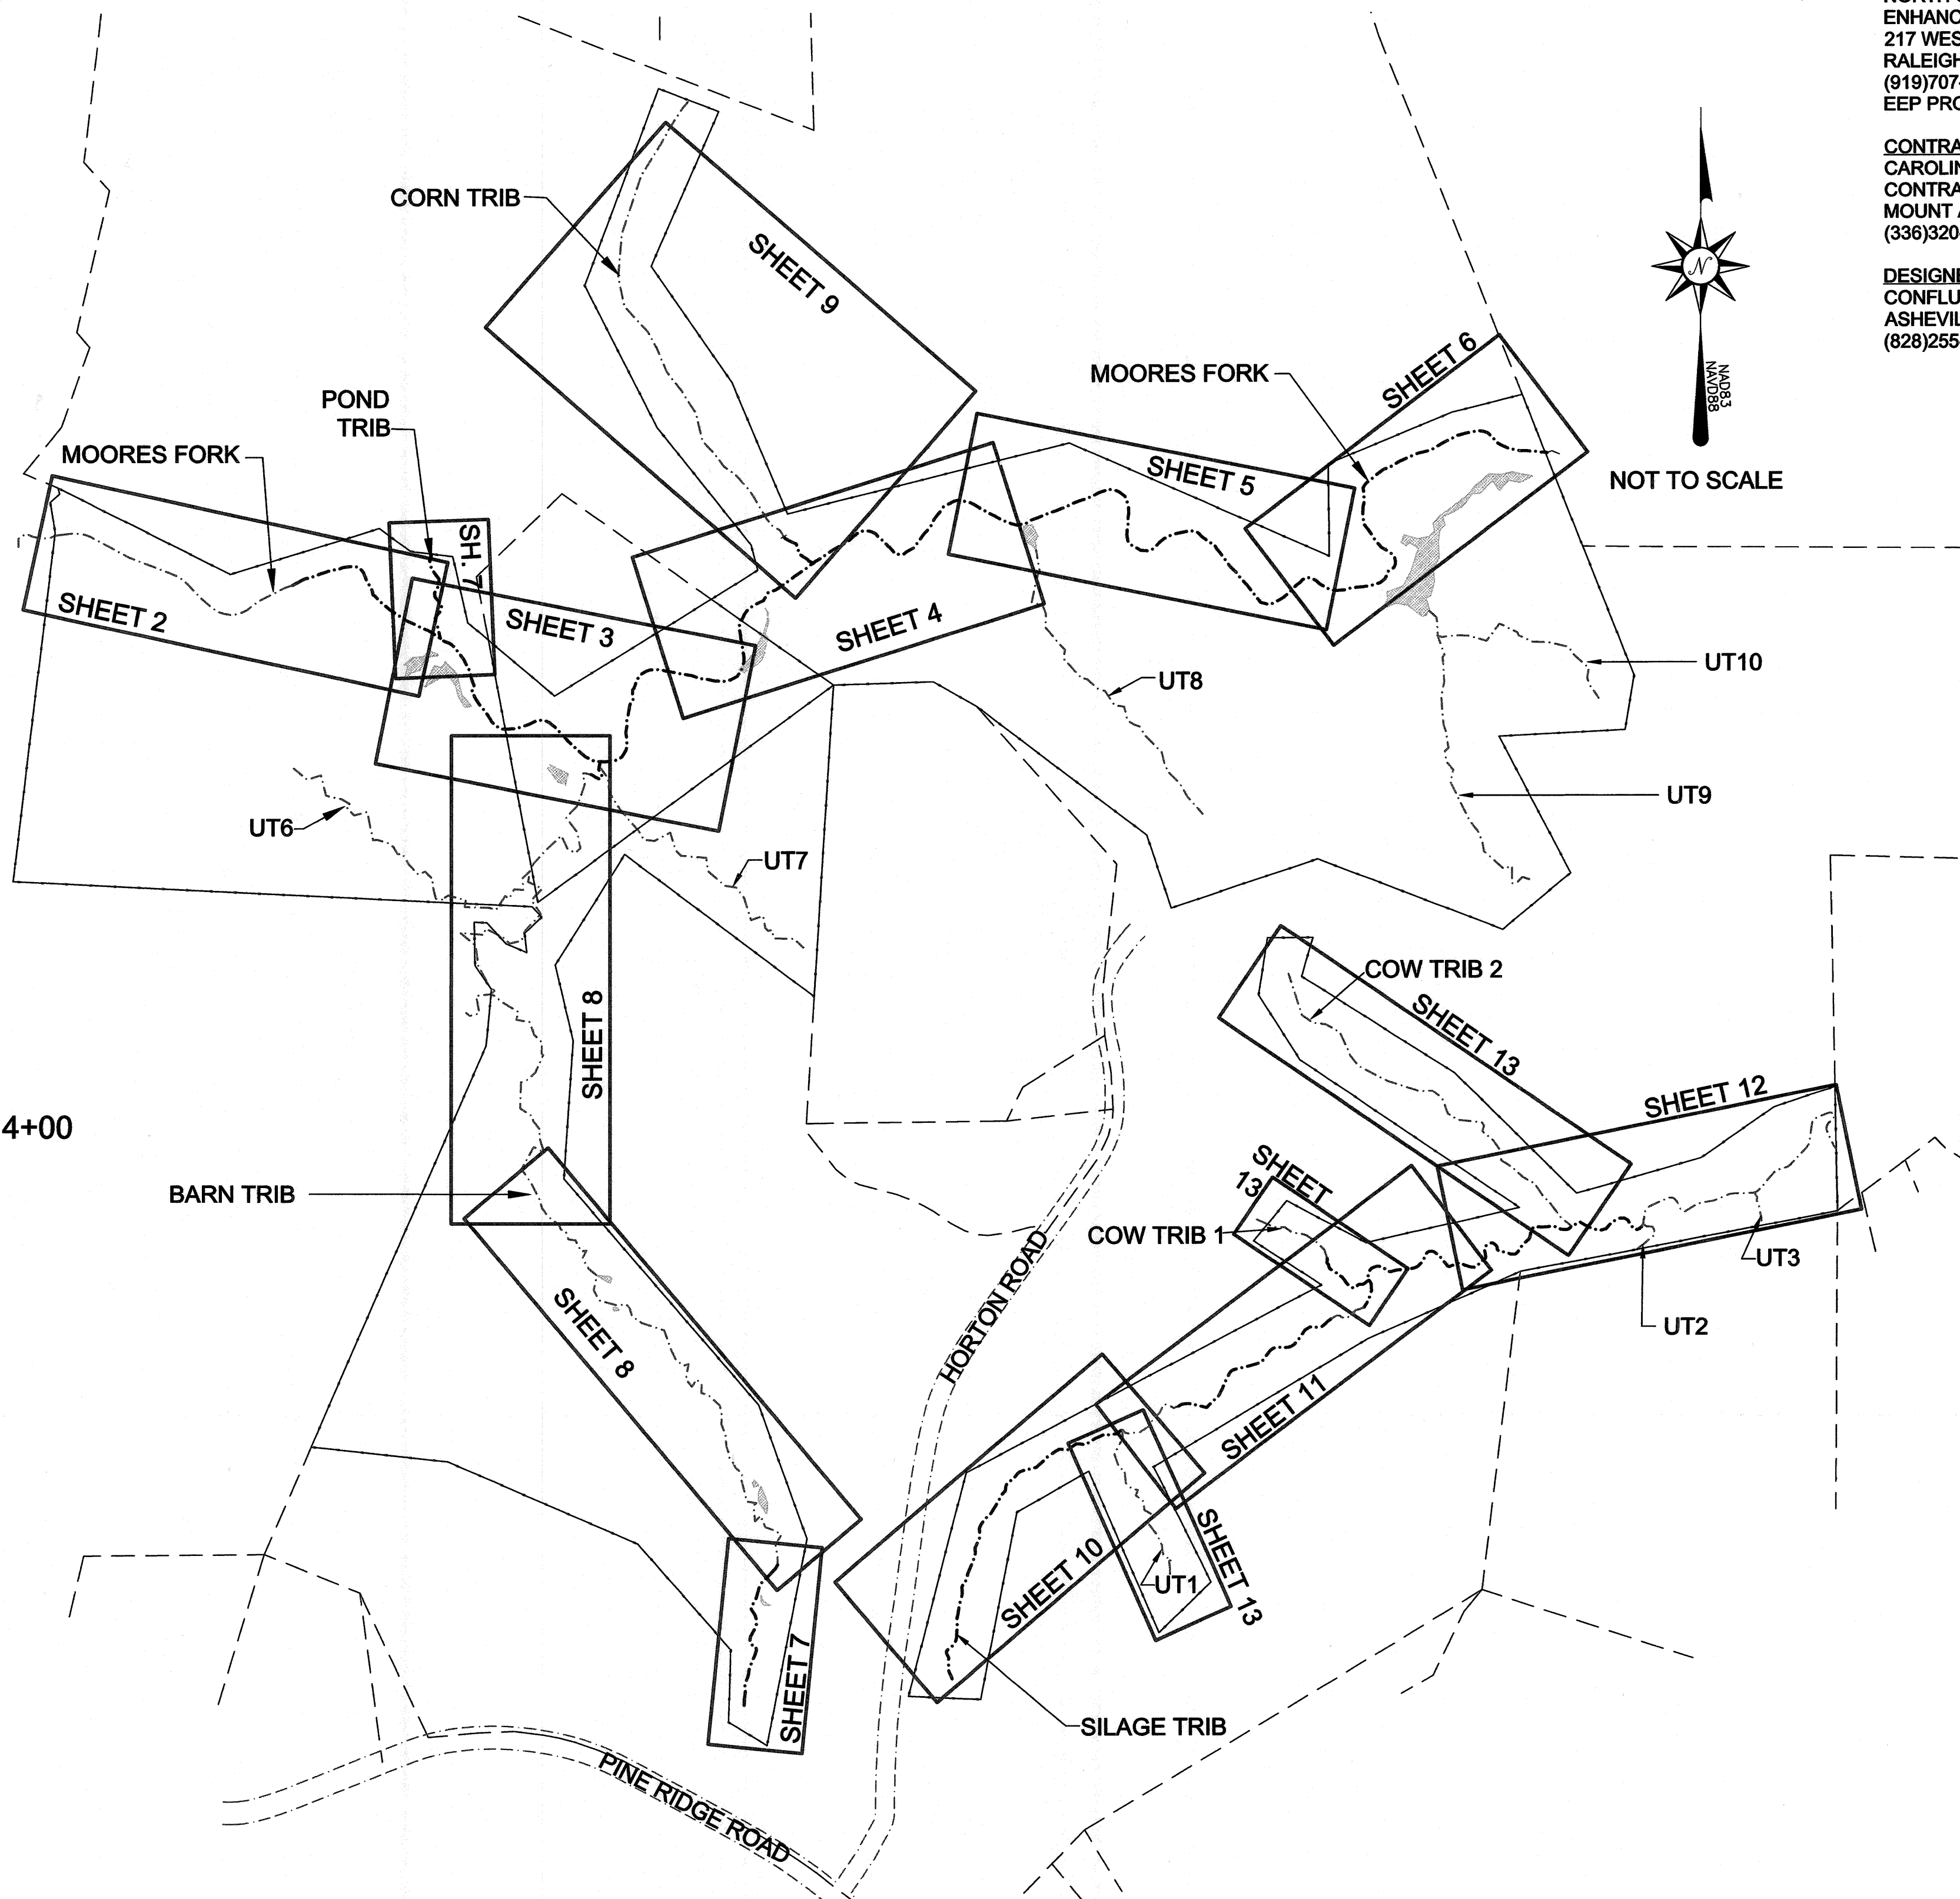 ENHANC
217 WES
RALEIGH
(919)707-
EEP PRO
CONTRA
CAROLIN
CONTRA
MOUNT A
(336)320
DESIGNE
CONFLU
ASHEVIL
(828)255
N
NAD83
NAVD88
NOT TO SCALE
CORN TRIB
SHEET 9
MOORES FORK
SHEET 6
POND
TRIB
MOORES FORK
SHEET 5
SH. 7
SHEET 2
SHEET 3
SHEET 4
UT10
UT8
UT9
UT6
UT7
COW TRIB 2
SHEET 13
SHEET 8
SHEET 12
4+00
SHEET
13
BARN TRIB
COW TRIB 1
UT3
HORTON ROAD
UT2
SHEET 8
SHEET 11
SHEET 10
SHEET 13
UT1
SHEET 7
SILAGE TRIB
PINE RIDGE ROAD